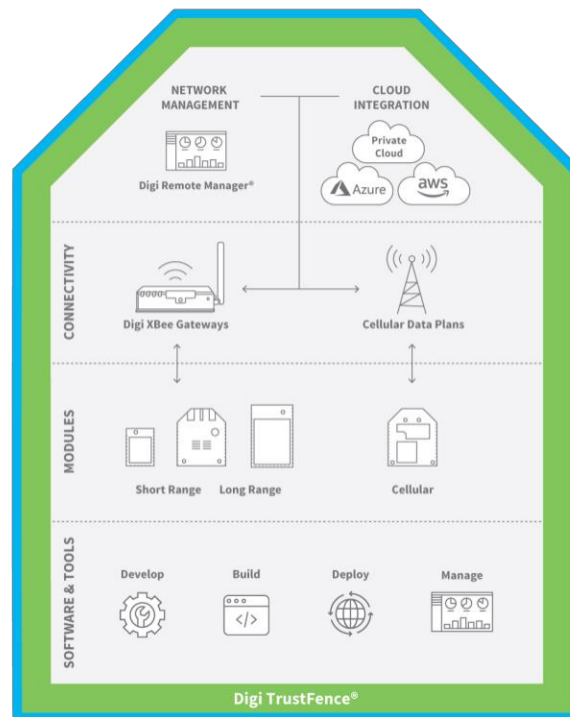 NETWORK
MANAGEMENT
CLOUD
INTEGRATION
Private
Cloud
Digi Remote Manager®
Azure
aws
CONNECTIVITY
Digi XBee Gateways
Cellular Data Plans
MODULES
Short Range
Long Range
Cellular
SOFTWARE & TOOLS
Develop
Build
Deploy
Manage
</>
Digi TrustFence®